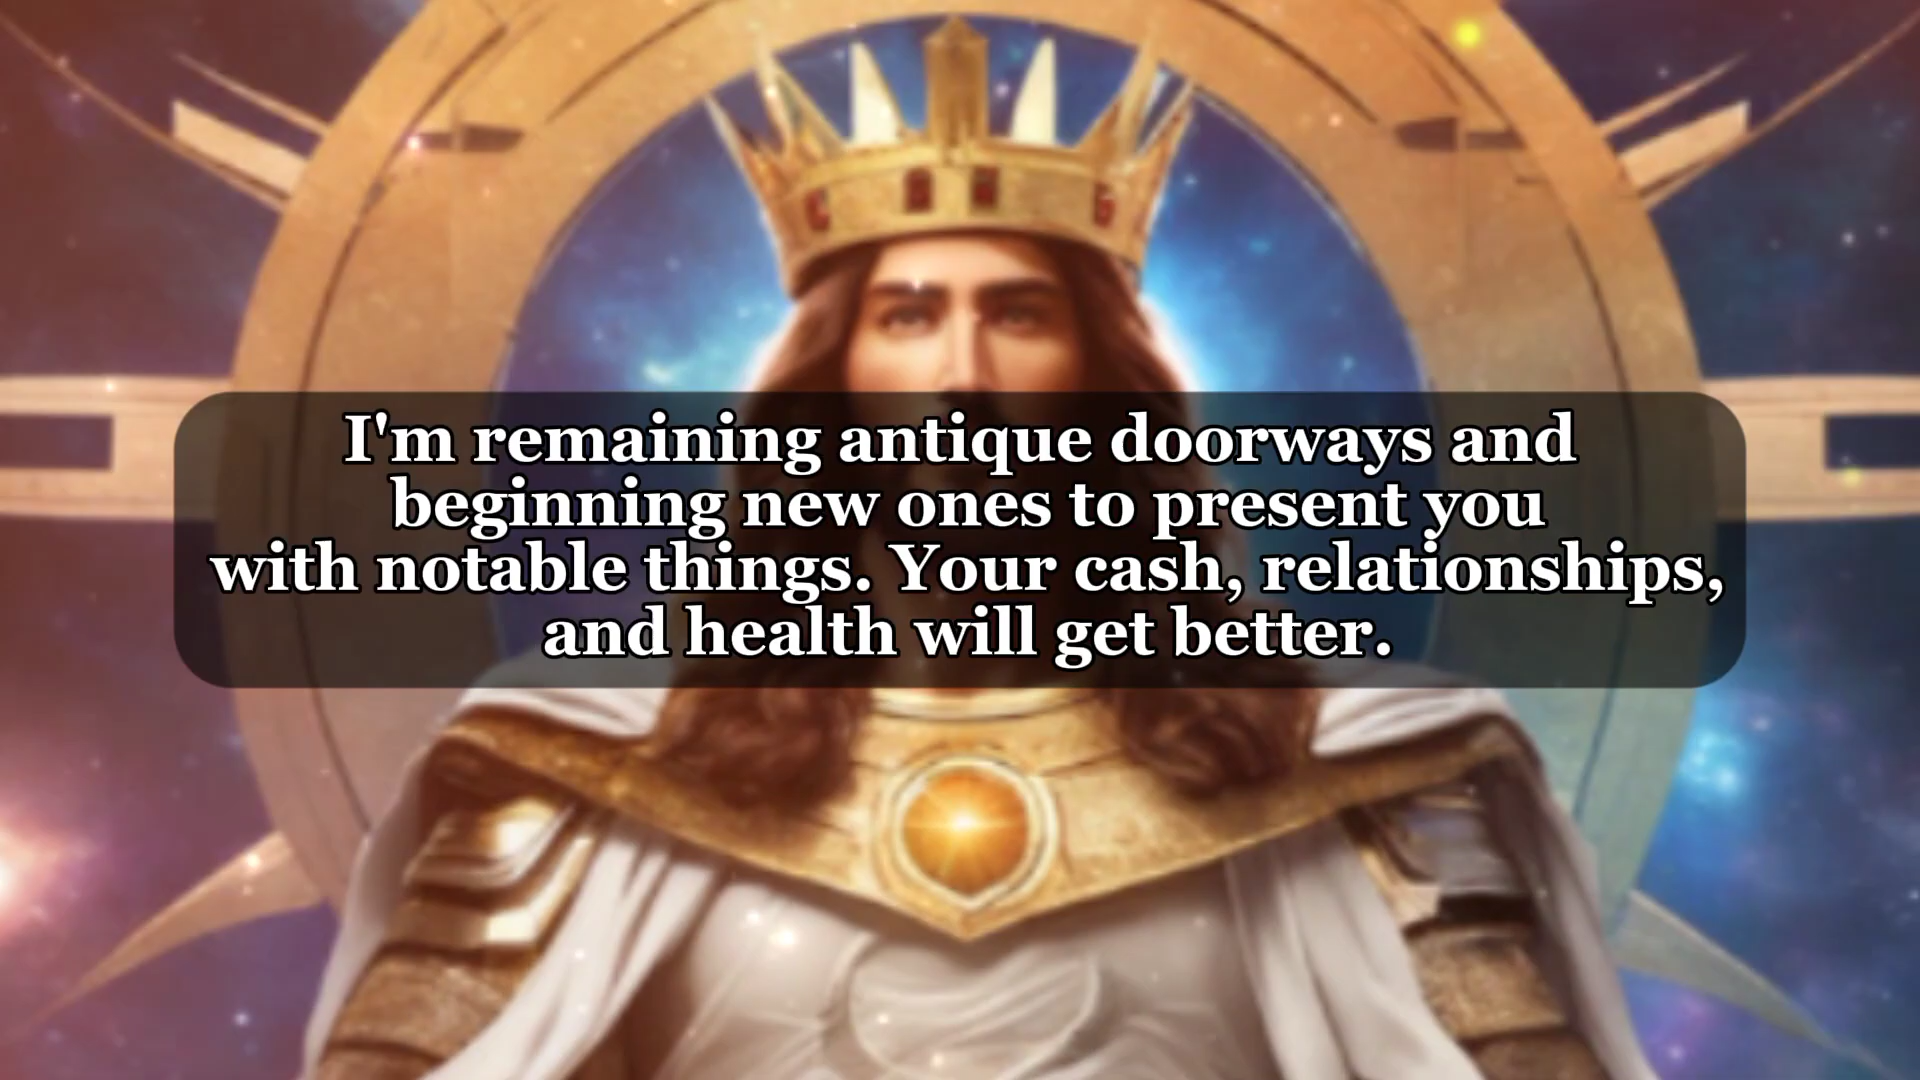 I'm remaining antique doorways and
beginning new ones to present you
with notable things. Your cash, relationships,
and health will get better.